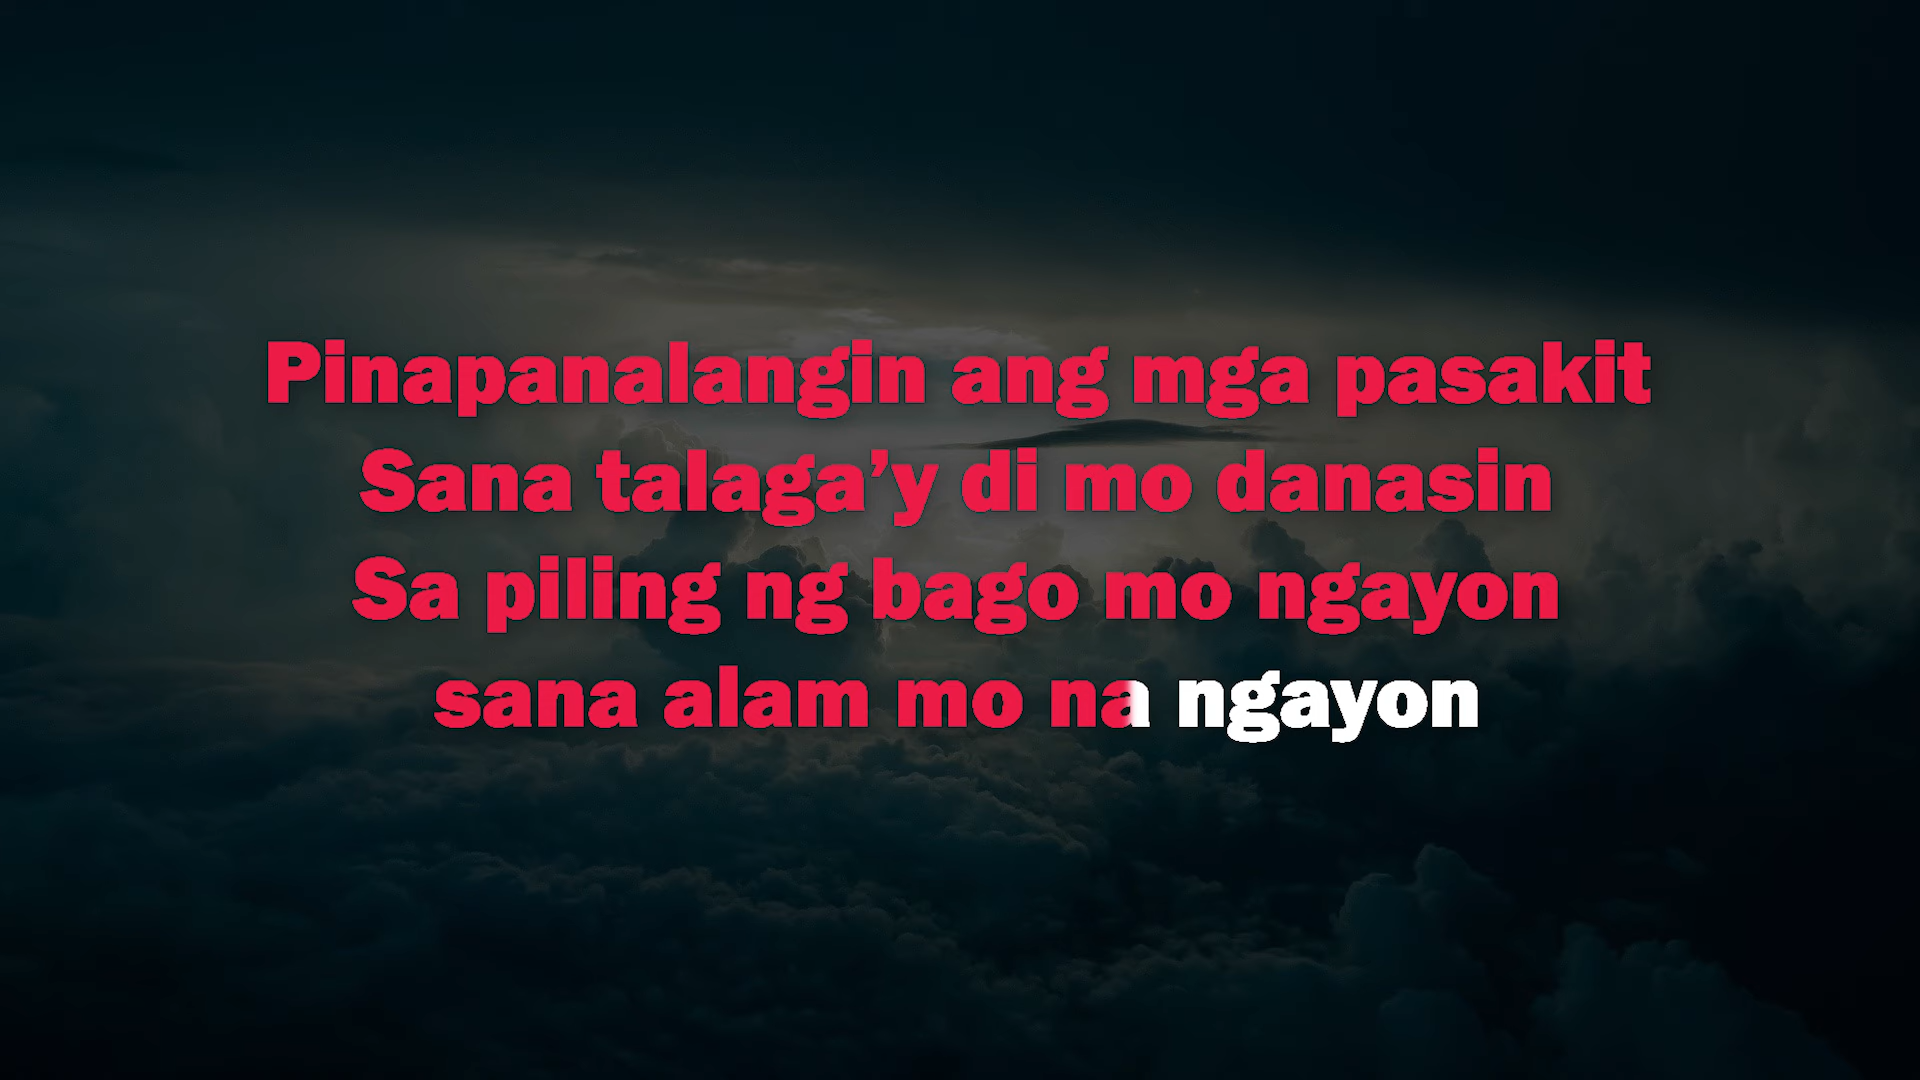 Pinapanalangin ang mga pasakit
Sana talaga’y di mo danasin
Sa piling ng bago mo ngayon
sana alam mo na ngayon